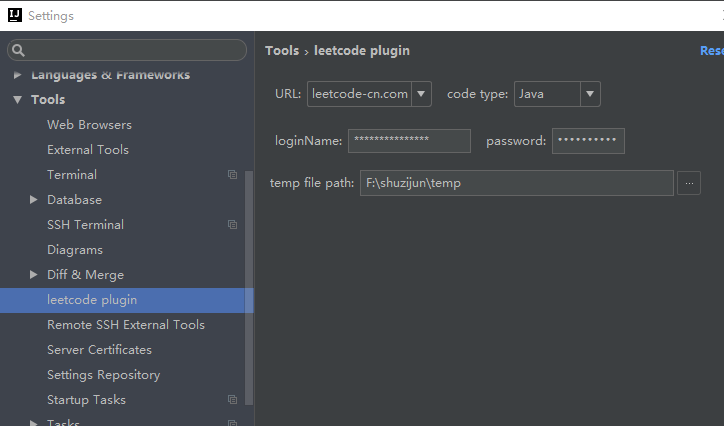 Settings
Languages & Frameworks
Tools
Web Browsers
External Tools
Terminal
Database
SSH Terminal
Diagrams
Diff & Merge
leetcode plugin
Remote SSH External Tools
Server Certificates
Settings Repository
Startup Tasks
Tasks
Tools › leetcode plugin
Rese
URL: leetcode-cn.com code type: Java
loginName: *************** password: ••••••••••
temp file path: F:\shuzijun\temp ...